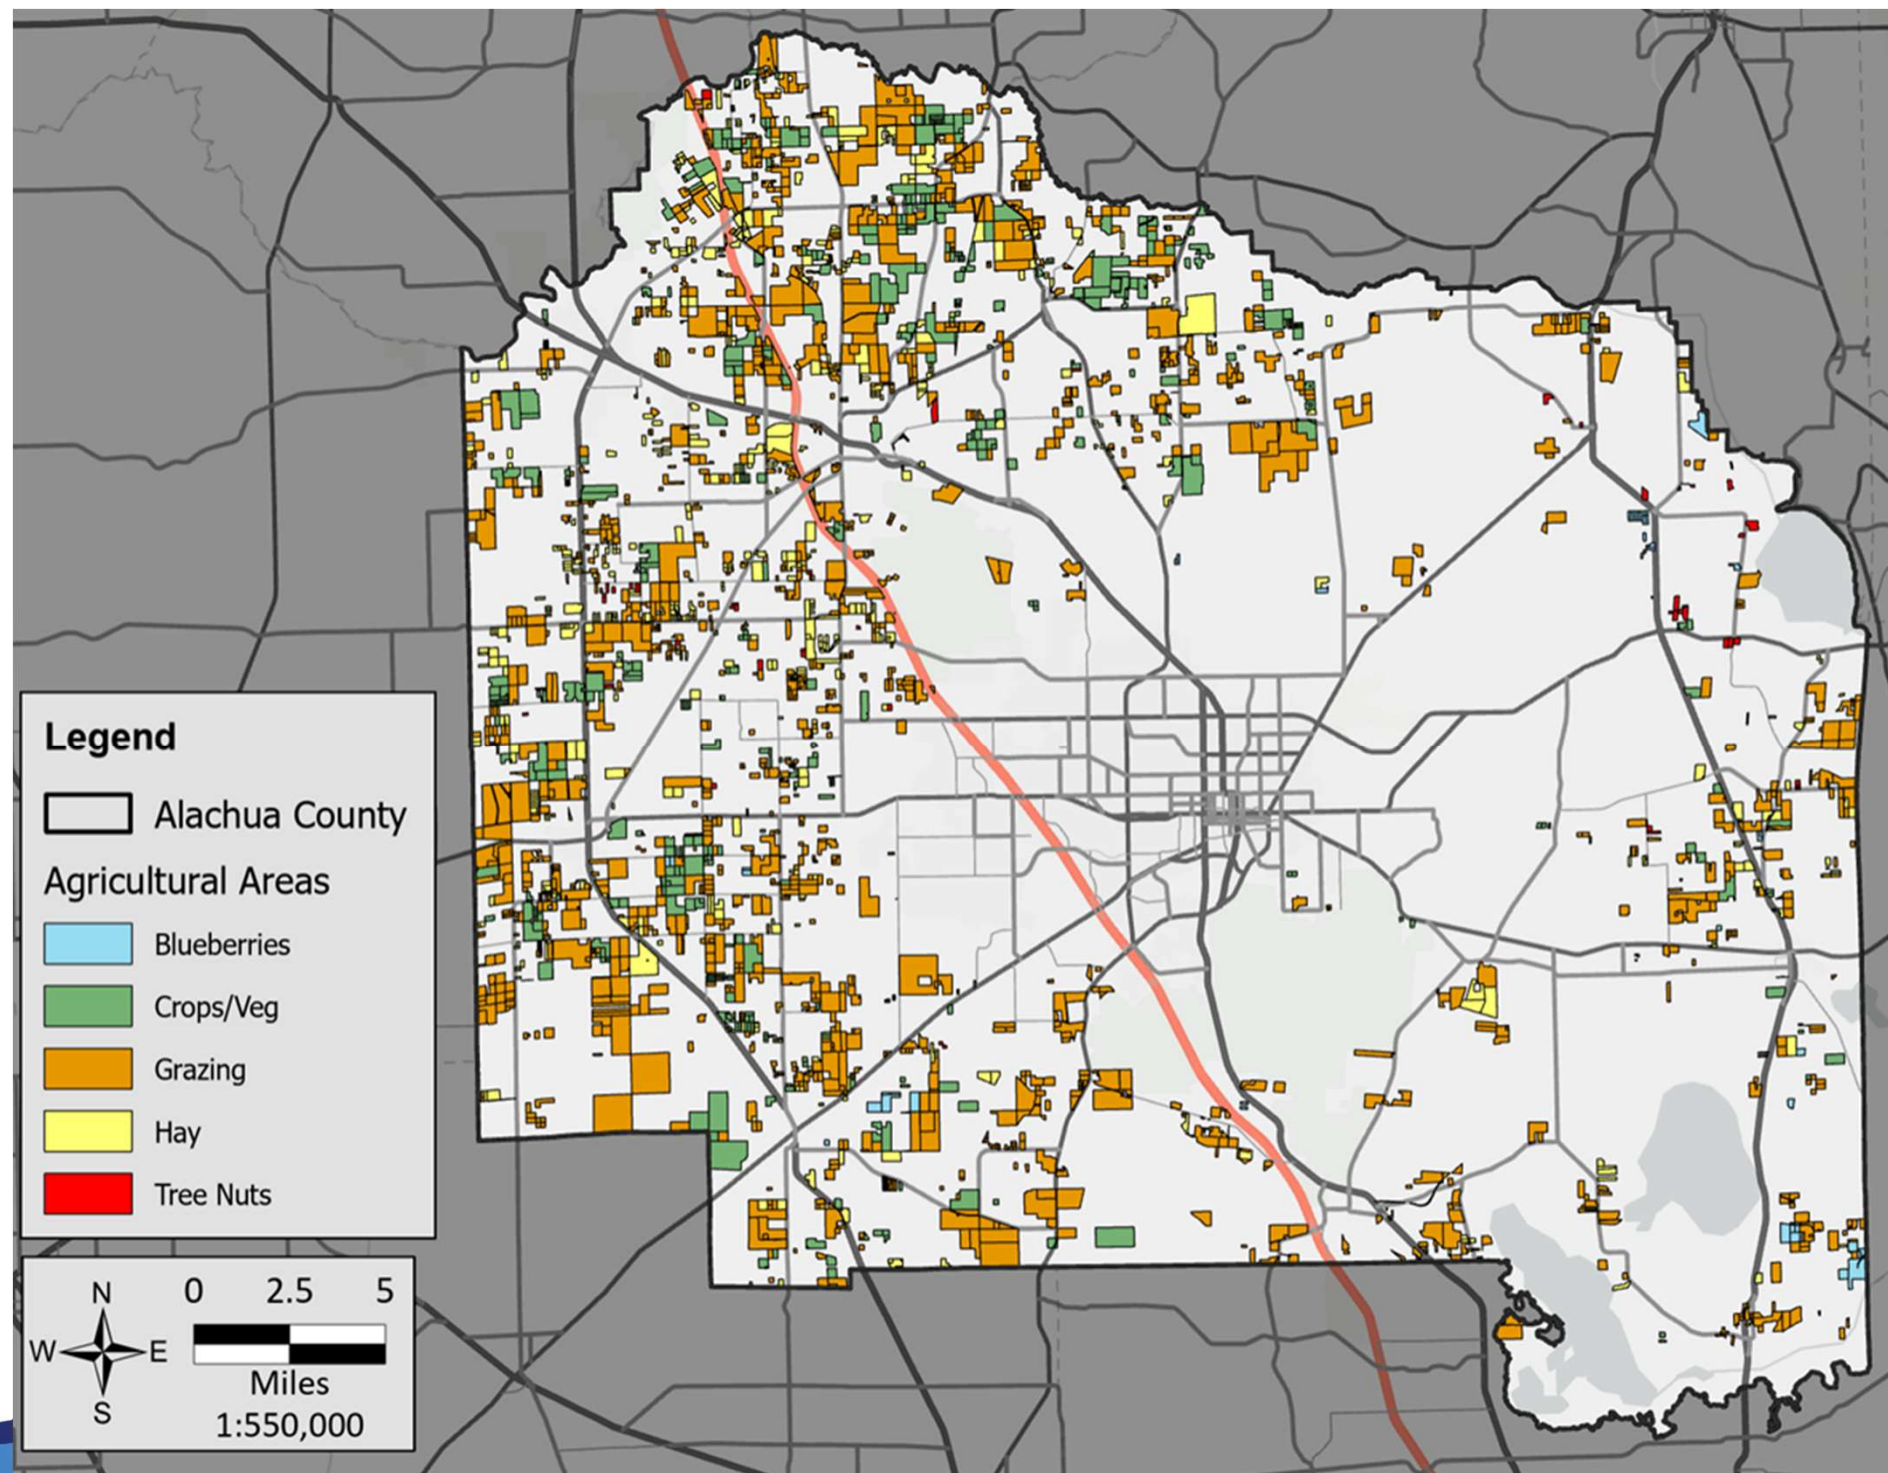 Legend
Alachua County
Agricultural Areas
Blueberries
Crops/Veg
Grazing
Hay
Tree Nuts
N
W E
S
0 2.5 5
Miles
1:550,000